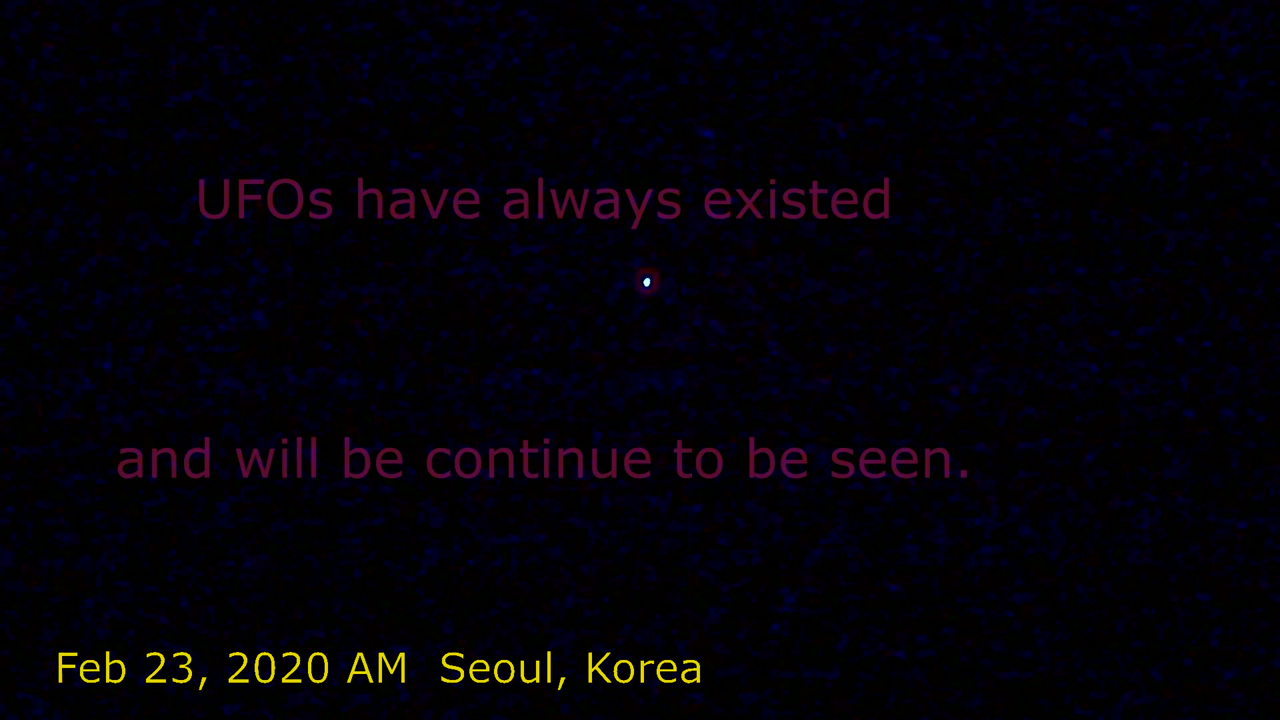 UFOs have always existed
and will be continue to be seen.
Feb 23, 2020 AM  Seoul, Korea